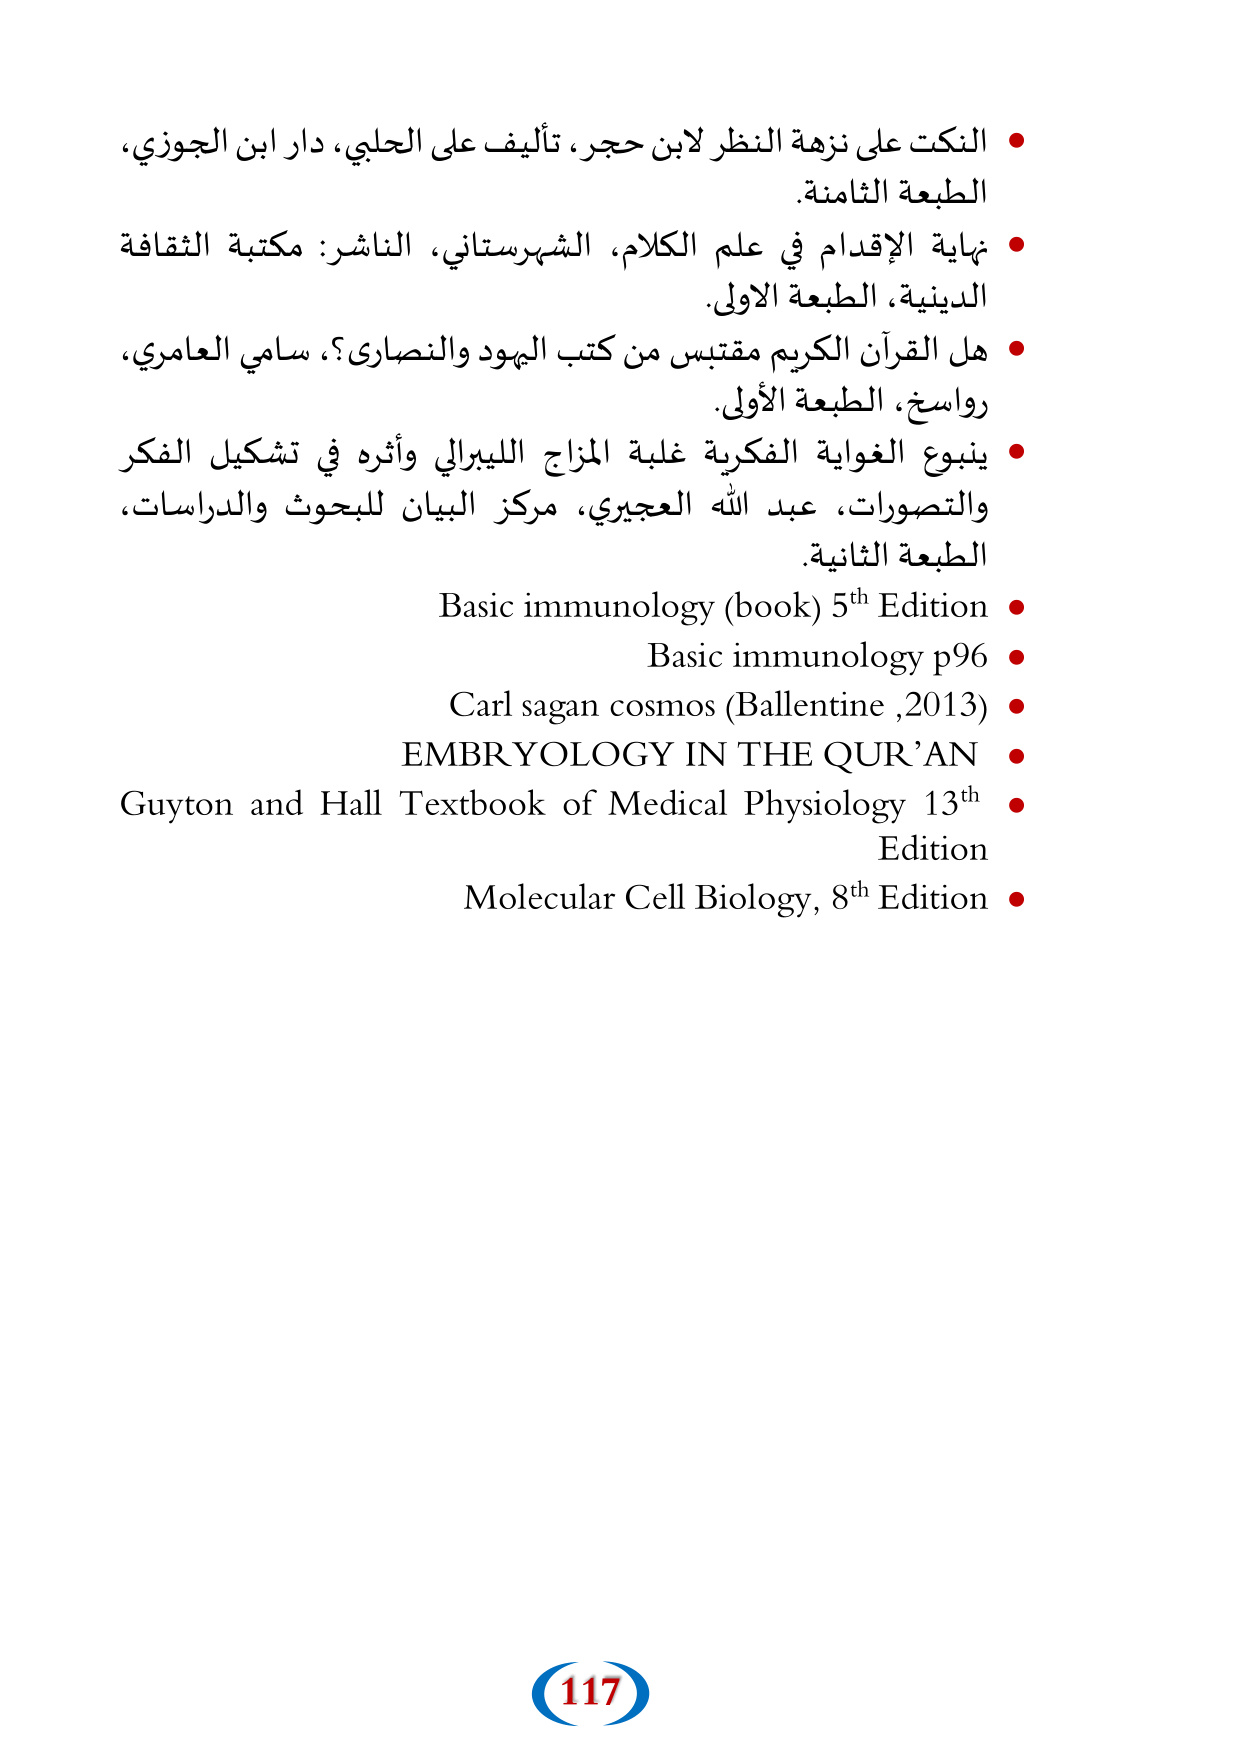 • النكت على نزهة النظر لابن حجر، تأليف على الحلبي، دار ابن الجوزي،
الطبعة الثامنة.
• نهاية الإقدام في علم الكلام، الشهرستاني، الناشر: مكتبة الثقافة
الدينية، الطبعة الاولى.
• هل القرآن الكريم مقتبس من كتب اليهود والنصارى؟، سامي العامري،
رواسخ، الطبعة الأولى.
• ينبوع الغواية الفكرية غلبة المزاج الليبرالي وأثره في تشكيل الفكر
والتصورات، عبد الله العجيري، مركز البيان للبحوث والدراسات،
الطبعة الثانية.
• Basic immunology (book) 5th Edition
• Basic immunology p96
• Carl sagan cosmos (Ballentine ,2013)
• EMBRYOLOGY IN THE QUR’AN
• Guyton and Hall Textbook of Medical Physiology 13th
Edition
• Molecular Cell Biology, 8th Edition
117